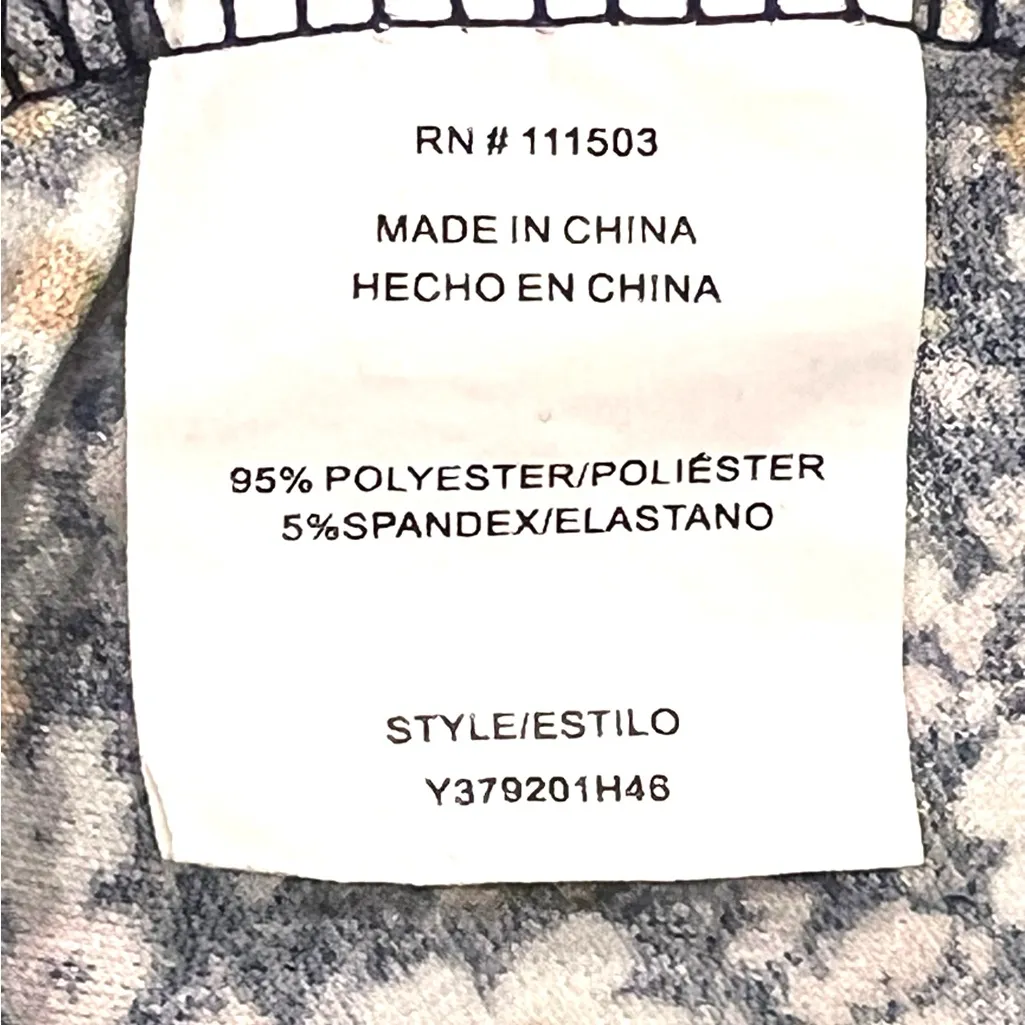 RN # 111503
MADE IN CHINA
HECHO EN CHINA
95% POLYESTER/POLIÉSTER
5%SPANDEX/ELASTANO
STYLE/ESTILO
Y379201H46